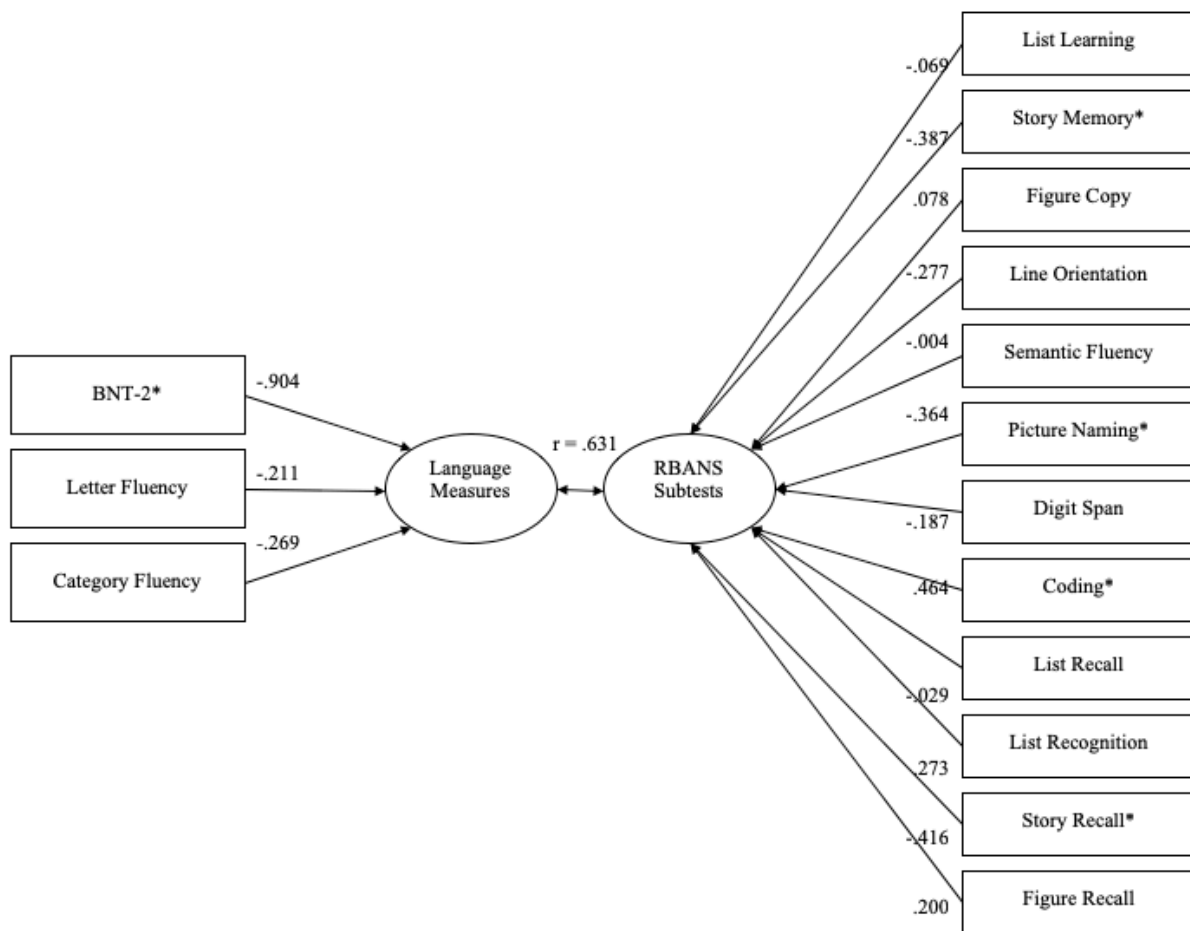 List Learning
-.069
Story Memory*
-.387
Figure Copy
.078
Line Orientation
-.277
Semantic Fluency
-.004
BNT-2*
-.904
Picture Naming*
-.364
r = .631
Language
Measures
RBANS
Subtests
Letter Fluency
-.211
Digit Span
-.187
Category Fluency
-.269
Coding*
.464
List Recall
-.029
List Recognition
.273
Story Recall*
-.416
Figure Recall
.200